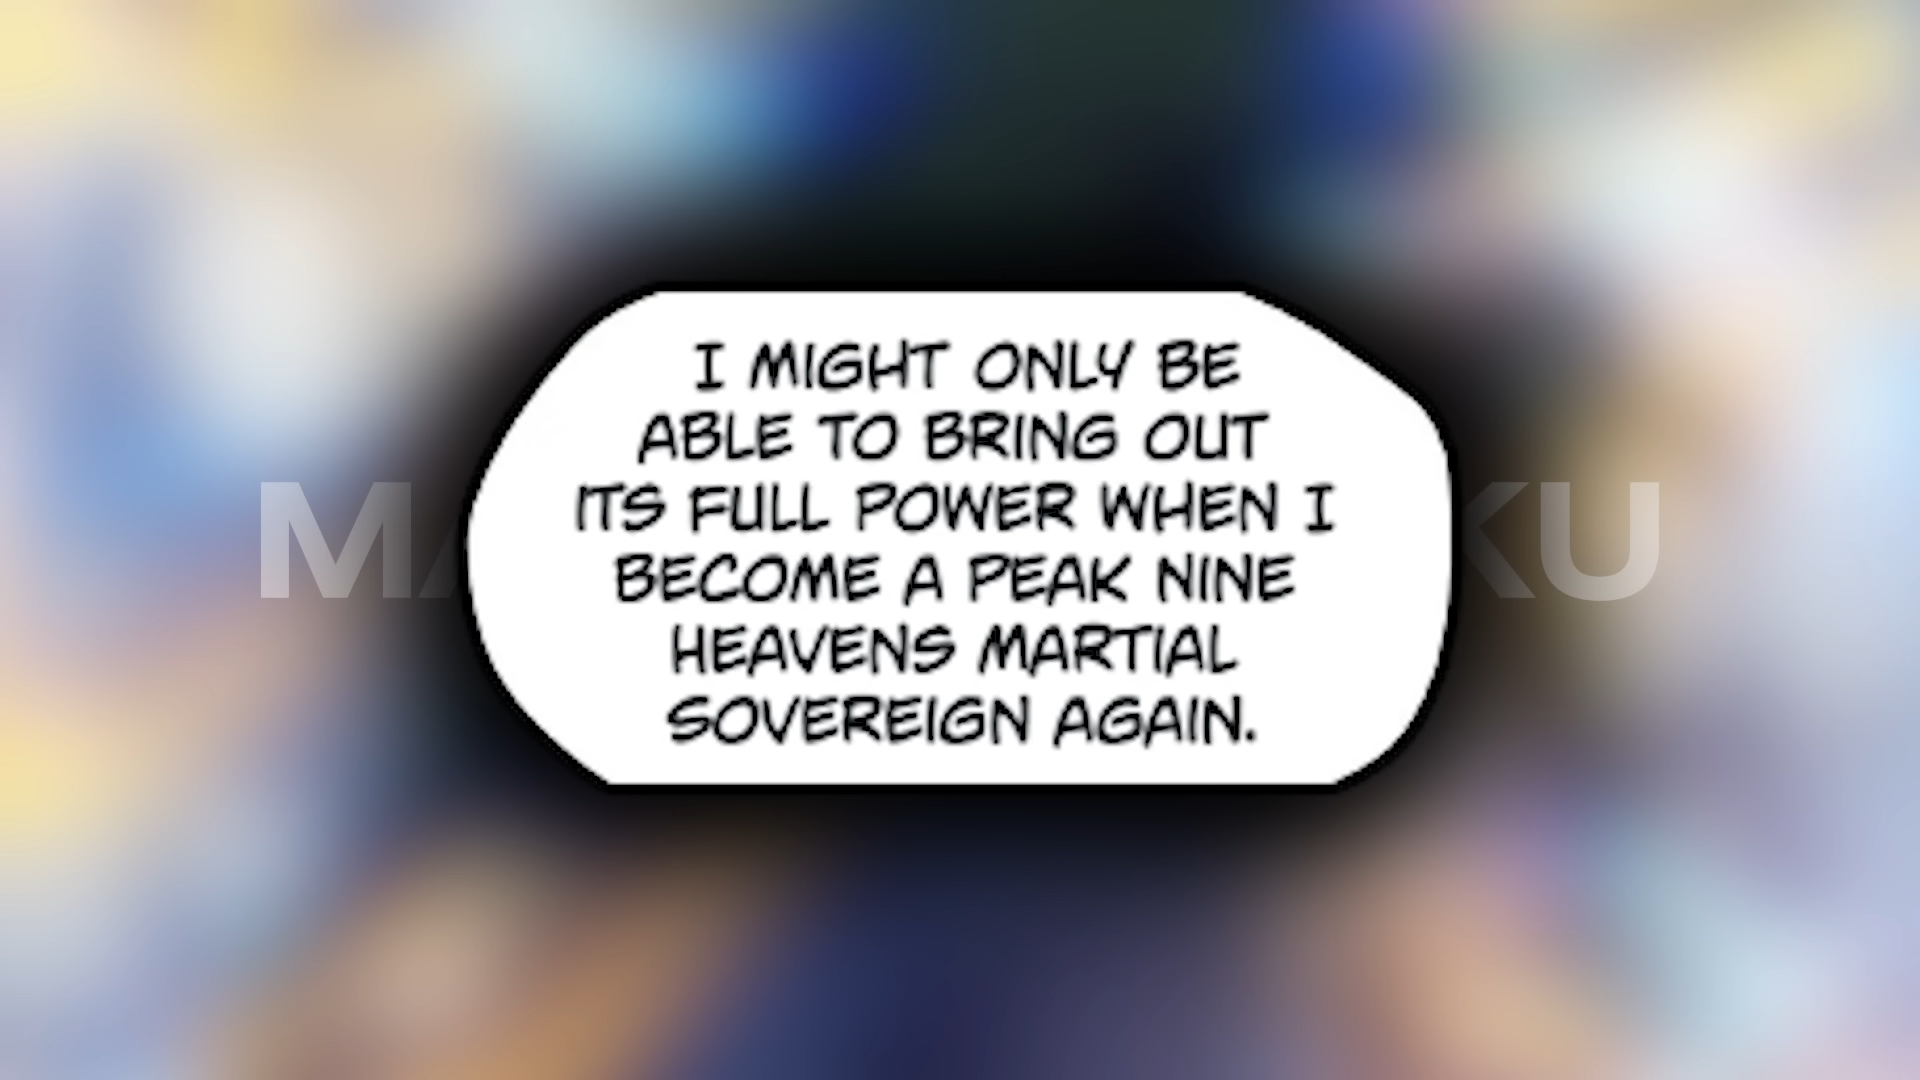 I MIGHT ONLY BE
ABLE TO BRING OUT
ITS FULL POWER WHEN I
BECOME A PEAK NINE
HEAVENS MARTIAL
SOVEREIGN AGAIN.